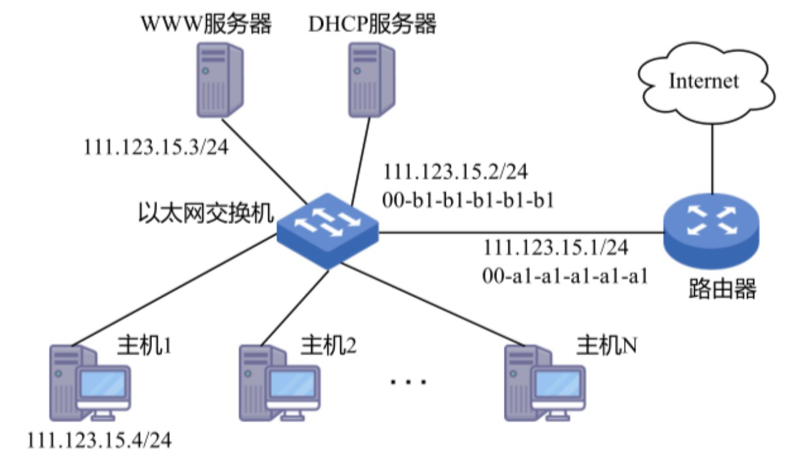 WWW服务器
DHCP服务器
Internet
111.123.15.3/24
111.123.15.2/24
00-b1-b1-b1-b1-b1
以太网交换机
111.123.15.1/24
00-a1-a1-a1-a1-a1
路由器
主机1
主机2
···
主机N
111.123.15.4/24